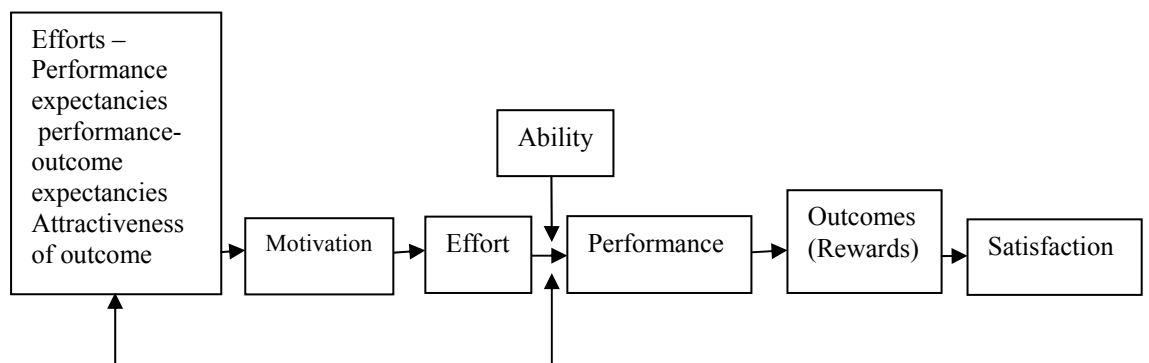 Efforts –
Performance
expectancies
performance-
outcome
expectancies
Attractiveness
of outcome
Motivation
Effort
Ability
Performance
Outcomes
(Rewards)
Satisfaction